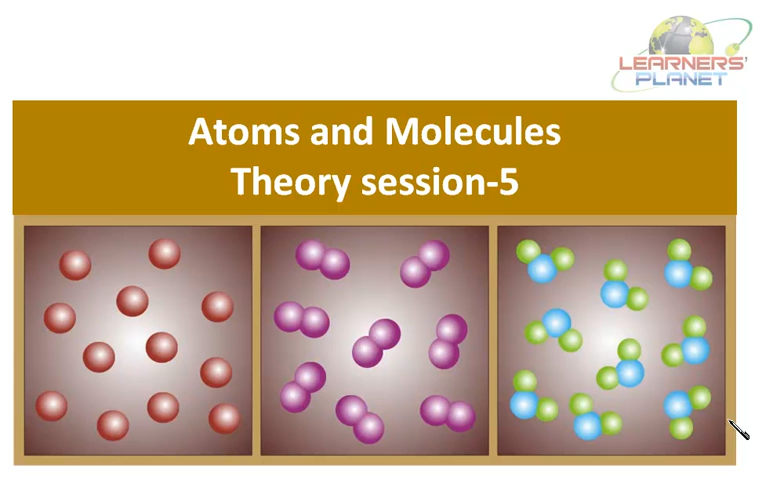 LEARNERS'
PLANET
Atoms and Molecules
Theory session-5